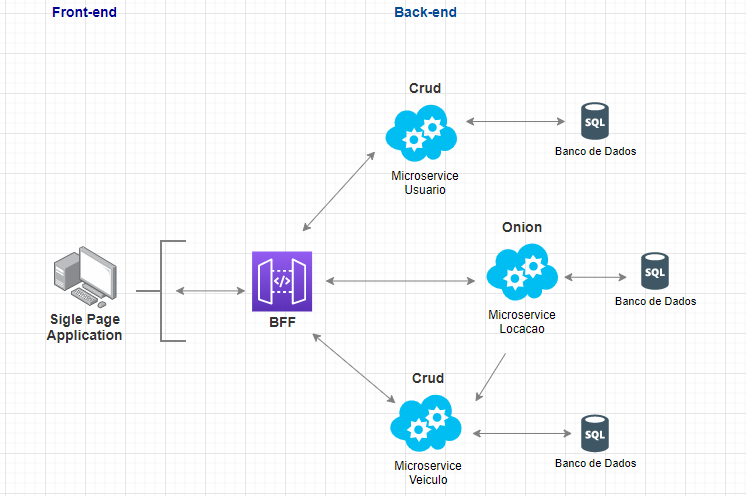 Front-end
Back-end
Crud
SQL
Banco de Dados
Microservice
Usuario
Onion
SQL
Banco de Dados
Microservice
Locacao
</>
BFF
Sigle Page
Application
Crud
SQL
Banco de Dados
Microservice
Veiculo